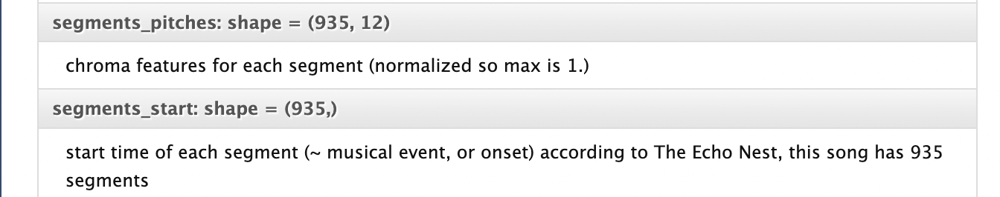 segments_pitches: shape = (935, 12)
chroma features for each segment (normalized so max is 1.)
segments_start: shape = (935,)
start time of each segment (~ musical event, or onset) according to The Echo Nest, this song has 935
segments